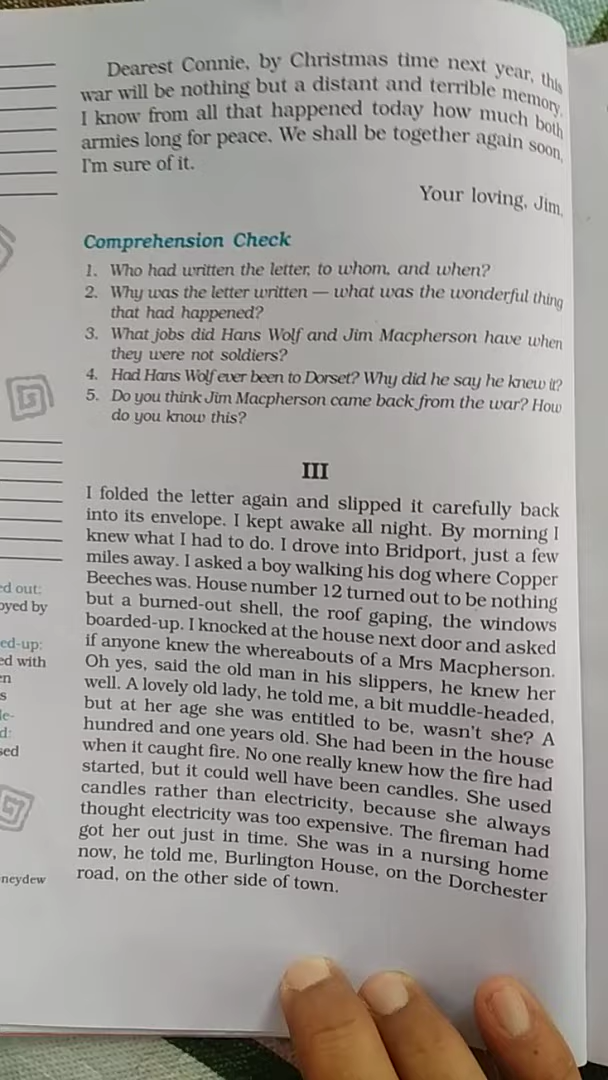 Dearest Connie, by Christmas time next year, this
war will be nothing but a distant and terrible memory.
I know from all that happened today how much both
armies long for peace. We shall be together again soon,
I'm sure of it.
Your loving, Jim.
Comprehension Check
1. Who had written the letter, to whom, and when?
2. Why was the letter written — what was the wonderful thing
that had happened?
3. What jobs did Hans Wolf and Jim Macpherson have when
they were not soldiers?
4. Had Hans Wolf ever been to Dorset? Why did he say he knew it?
5. Do you think Jim Macpherson came back from the war? How
do you know this?
III
I folded the letter again and slipped it carefully back
into its envelope. I kept awake all night. By morning I
knew what I had to do. I drove into Bridport, just a few
miles away. I asked a boy walking his dog where Copper
Beeches was. House number 12 turned out to be nothing
but a burned-out shell, the roof gaping, the windows
boarded-up. I knocked at the house next door and asked
if anyone knew the whereabouts of a Mrs Macpherson.
Oh yes, said the old man in his slippers, he knew her
well. A lovely old lady, he told me, a bit muddle-headed,
but at her age she was entitled to be, wasn't she? A
hundred and one years old. She had been in the house
when it caught fire. No one really knew how the fire had
started, but it could well have been candles. She used
candles rather than electricity, because she always
thought electricity was too expensive. The fireman had
got her out just in time. She was in a nursing home
now, he told me, Burlington House, on the Dorchester
road, on the other side of town.
ed out:
oyed by
ed-up:
ed with
en
s
le-
d:
sed
neydew